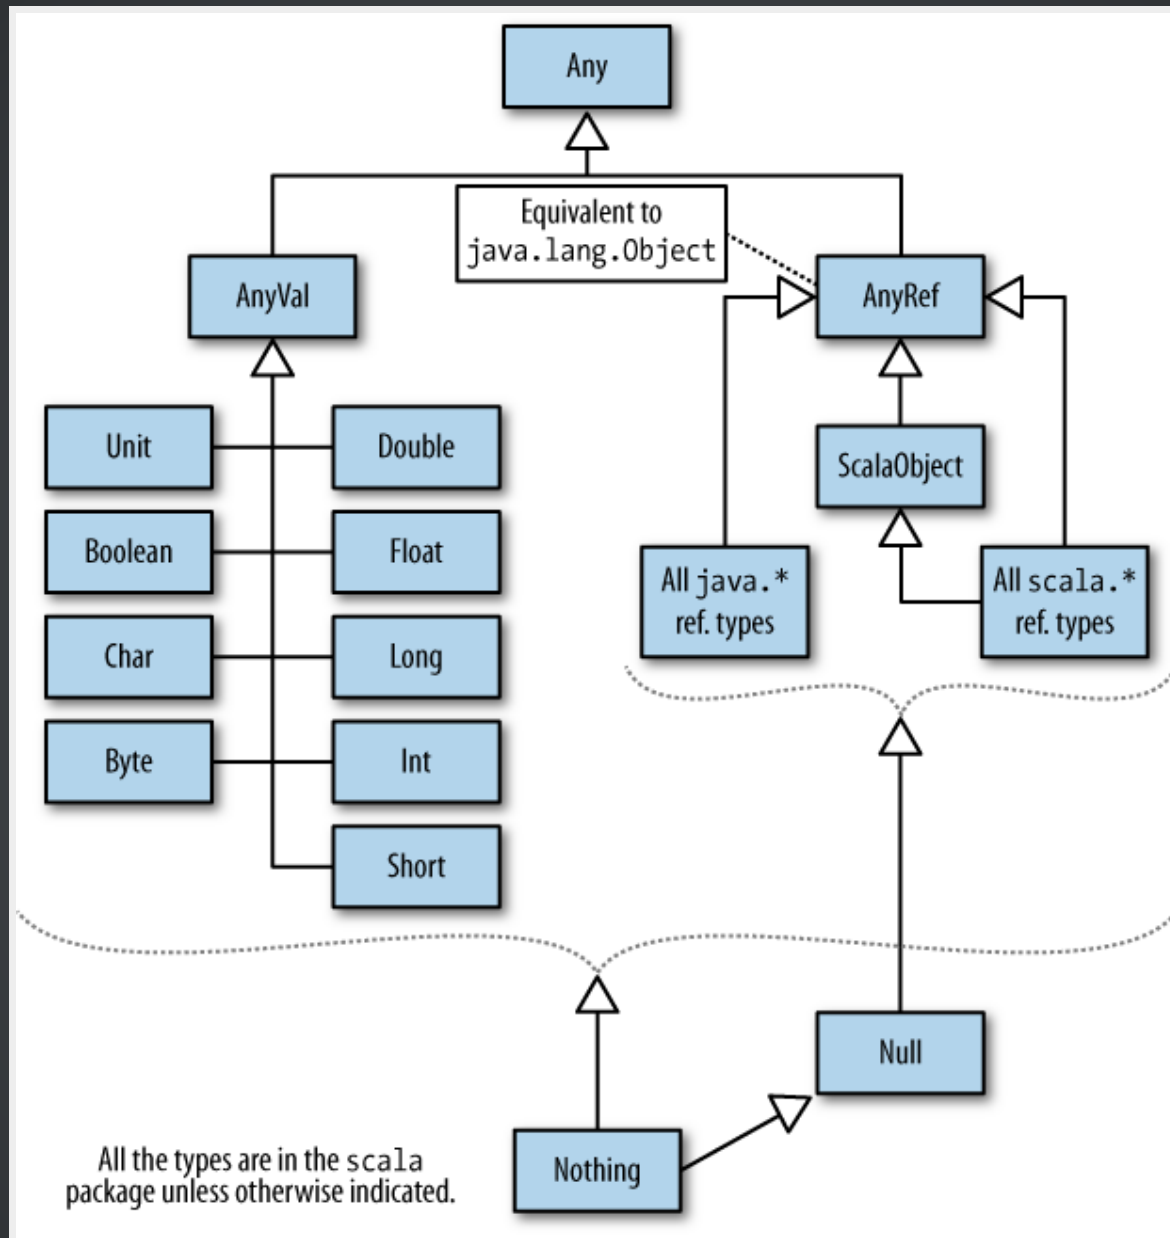 Any
Equivalent to
java.lang.Object
AnyVal
AnyRef
Unit
Double
ScalaObject
Boolean
Float
All java.*
ref. types
All scala.*
ref. types
Char
Long
Byte
Int
Short
Null
Nothing
All the types are in the scala
package unless otherwise indicated.